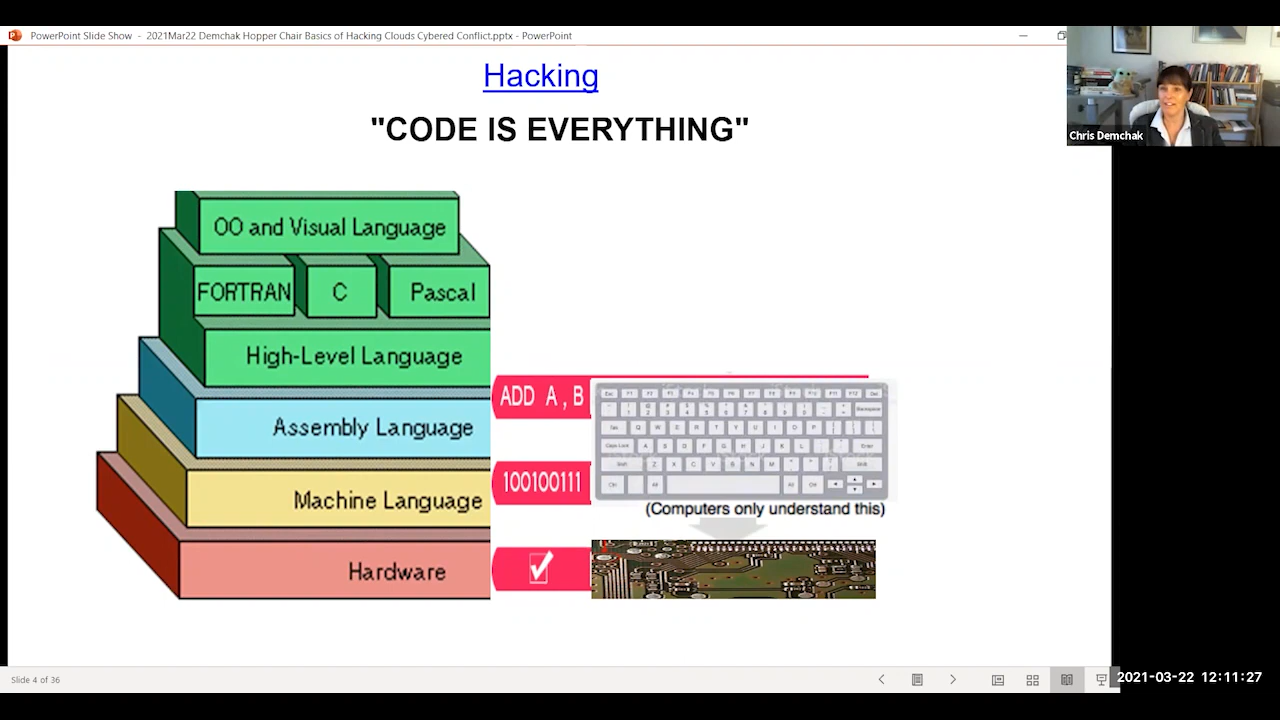 PowerPoint Slide Show - 2021Mar22 Demchak Hopper Chair Basics of Hacking Clouds Cybered Conflict.pptx - PowerPoint
Hacking
"CODE IS EVERYTHING"
Chris Demchak
OO and Visual Language
FORTRAN C Pascal
High-Level Language
ADD A , B
Assembly Language
100100111
Machine Language
(Computers only understand this)
Hardware
Slide 4 of 36
2021-03-22 12:11:27